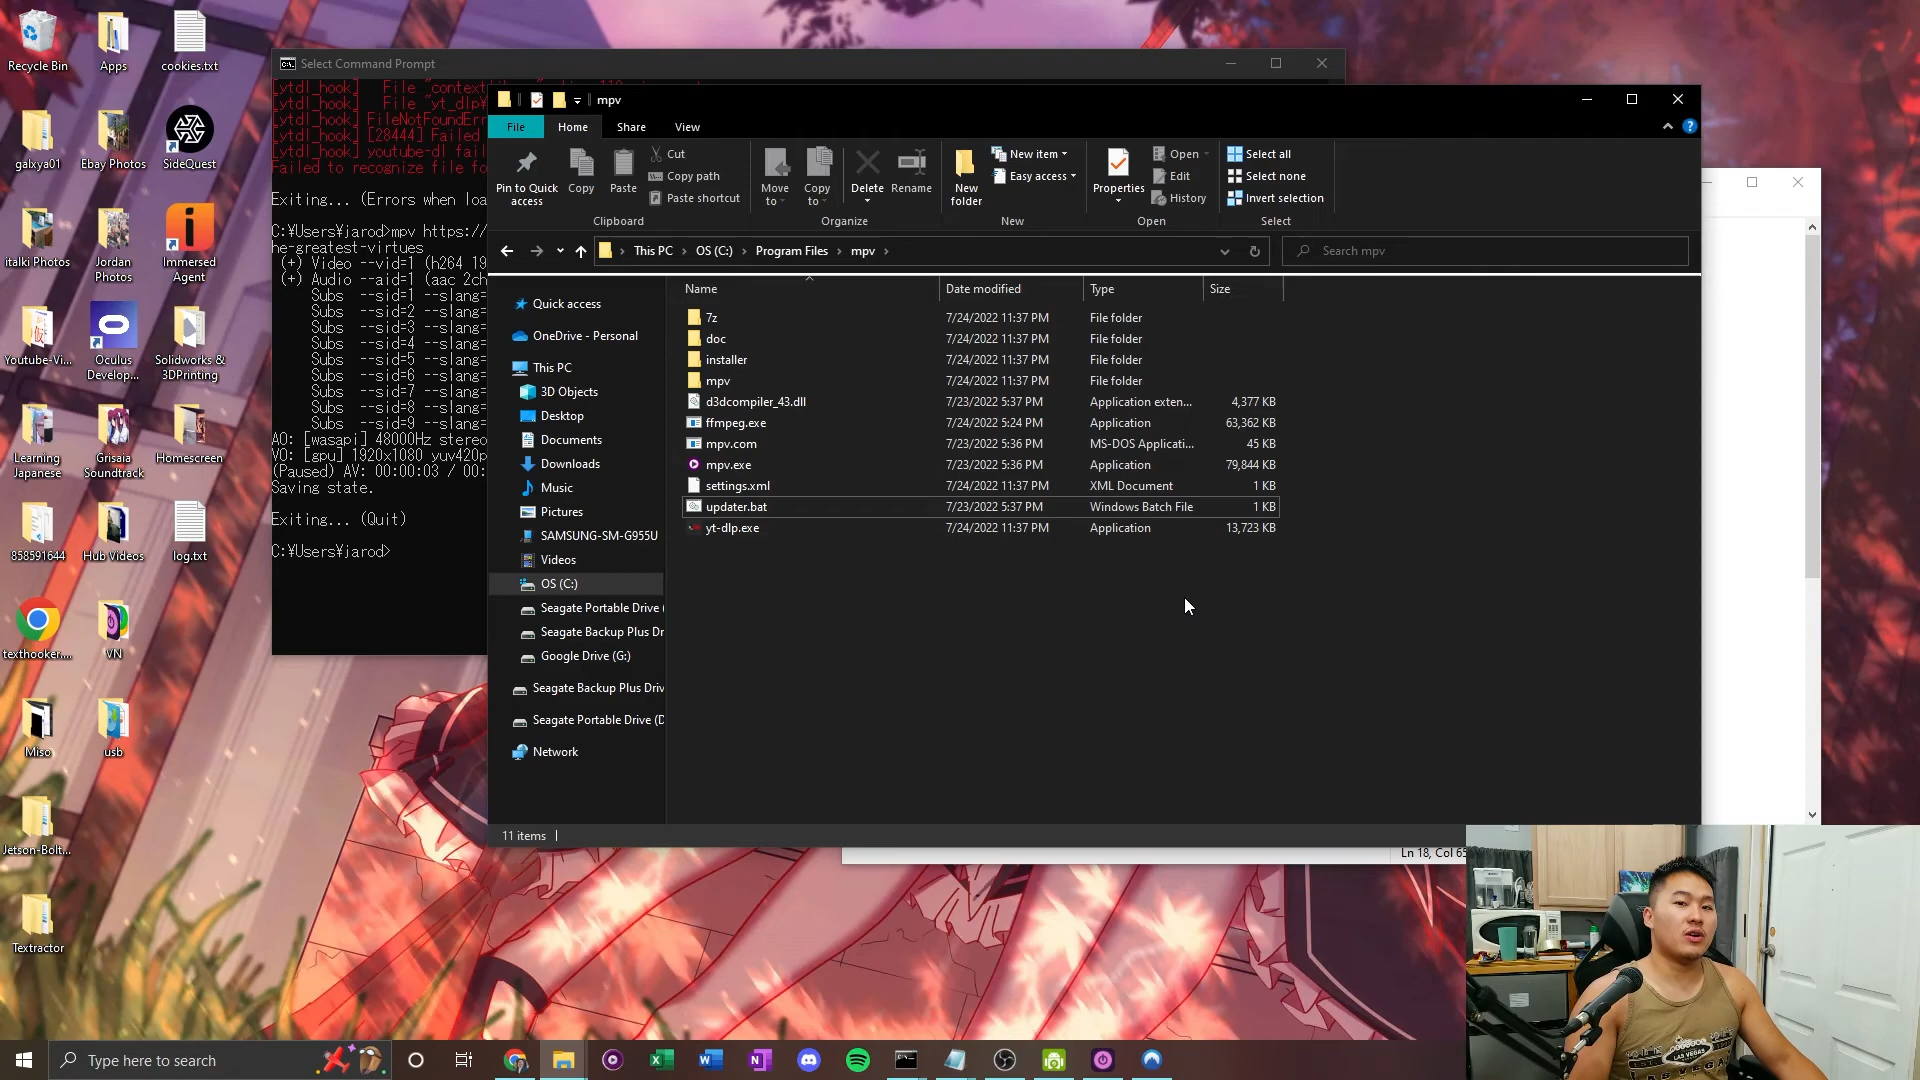 Recycle Bin
Apps
cookies.txt
galxya01
Ebay Photos
SideQuest
italki Photos
Jordan
Photos
Immersed
Agent
Youtube-Vi...
Oculus
Develop...
Solidworks &
3DPrinting
Learning
Japanese
Grisaia
Soundtrack
Homescreen
858591644
Hub Videos
log.txt
texthooker....
VN
Miso
usb
Jetson-Bolt...
Textractor
Select Command Prompt
[ytdl_hook]   File "context
[ytdl_hook]   File "yt_dlp¥
[ytdl_hook] FileNotFoundErr
[ytdl_hook] [28444] Failed
[ytdl_hook] youtube-dl fail
Failed to recognize file fo
Exiting... (Errors when loa
C:¥Users¥jarod>mpv https://
he-greatest-virtues
(+) Video --vid=1 (h264 19
(+) Audio --aid=1 (aac 2ch
Subs --sid=1 --slang=
Subs --sid=2 --slang=
Subs --sid=3 --slang=
Subs --sid=4 --slang=
Subs --sid=5 --slang=
Subs --sid=6 --slang=
Subs --sid=7 --slang=
Subs --sid=8 --slang=
Subs --sid=9 --slang=
AO: [wasapi] 48000Hz stereo
VO: [gpu] 1920x1080 yuv420p
(Paused) AV: 00:00:03 / 00:
Saving state.
Exiting... (Quit)
C:¥Users¥jarod>
mpv
File Home Share View
Pin to Quick
access
Copy
Paste
Cut
Copy path
Paste shortcut
Clipboard
Move
to
Copy
to
Delete
Rename
Organize
New
folder
New item
Easy access
New
Properties
Open
Edit
History
Open
Select all
Select none
Invert selection
Select
This PC > OS (C:) > Program Files > mpv >
Search mpv
Quick access
OneDrive - Personal
This PC
3D Objects
Desktop
Documents
Downloads
Music
Pictures
SAMSUNG-SM-G955U
Videos
OS (C:)
Seagate Portable Drive (
Seagate Backup Plus Dr
Google Drive (G:)
Seagate Backup Plus Driv
Seagate Portable Drive (D
Network
Name Date modified Type Size
7z 7/24/2022 11:37 PM File folder
doc 7/24/2022 11:37 PM File folder
installer 7/24/2022 11:37 PM File folder
mpv 7/24/2022 11:37 PM File folder
d3dcompiler_43.dll 7/23/2022 5:37 PM Application exten... 4,377 KB
ffmpeg.exe 7/24/2022 5:24 PM Application 63,362 KB
mpv.com 7/23/2022 5:36 PM MS-DOS Applicati... 45 KB
mpv.exe 7/23/2022 5:36 PM Application 79,844 KB
settings.xml 7/24/2022 11:37 PM XML Document 1 KB
updater.bat 7/23/2022 5:37 PM Windows Batch File 1 KB
yt-dlp.exe 7/24/2022 11:37 PM Application 13,723 KB
11 items
Ln 18, Col 65
LAS VEGAS
Type here to search